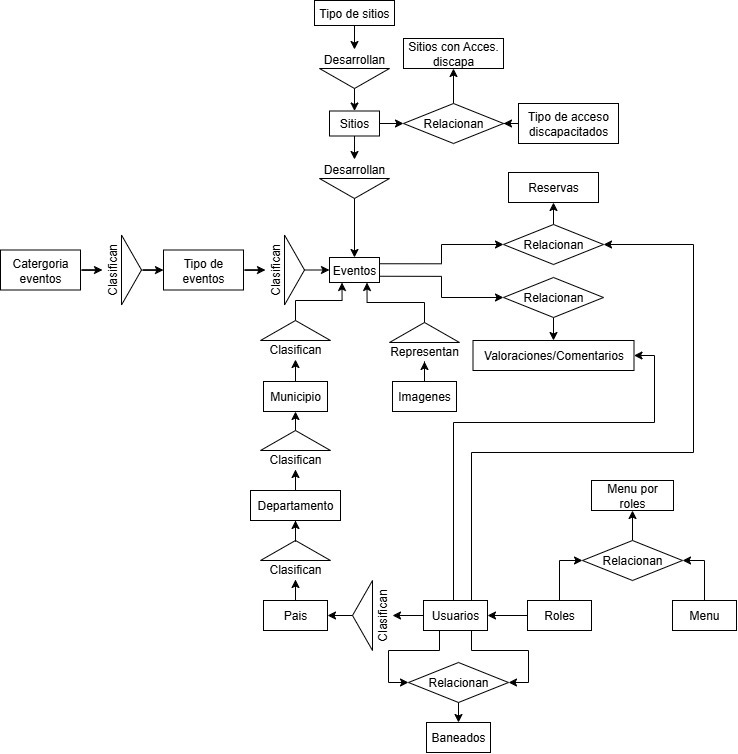 Tipo de sitios
Desarrollan
Sitios con Acces.
discapa
Sitios
Relacionan
Tipo de acceso
discapacitados
Desarrollan
Reservas
Relacionan
Catergoria
eventos
Clasifican
Tipo de
eventos
Clasifican
Eventos
Relacionan
Clasifican
Representan
Valoraciones/Comentarios
Municipio
Imagenes
Clasifican
Departamento
Menu por
roles
Relacionan
Clasifican
Pais
Clasifican
Usuarios
Roles
Menu
Relacionan
Baneados